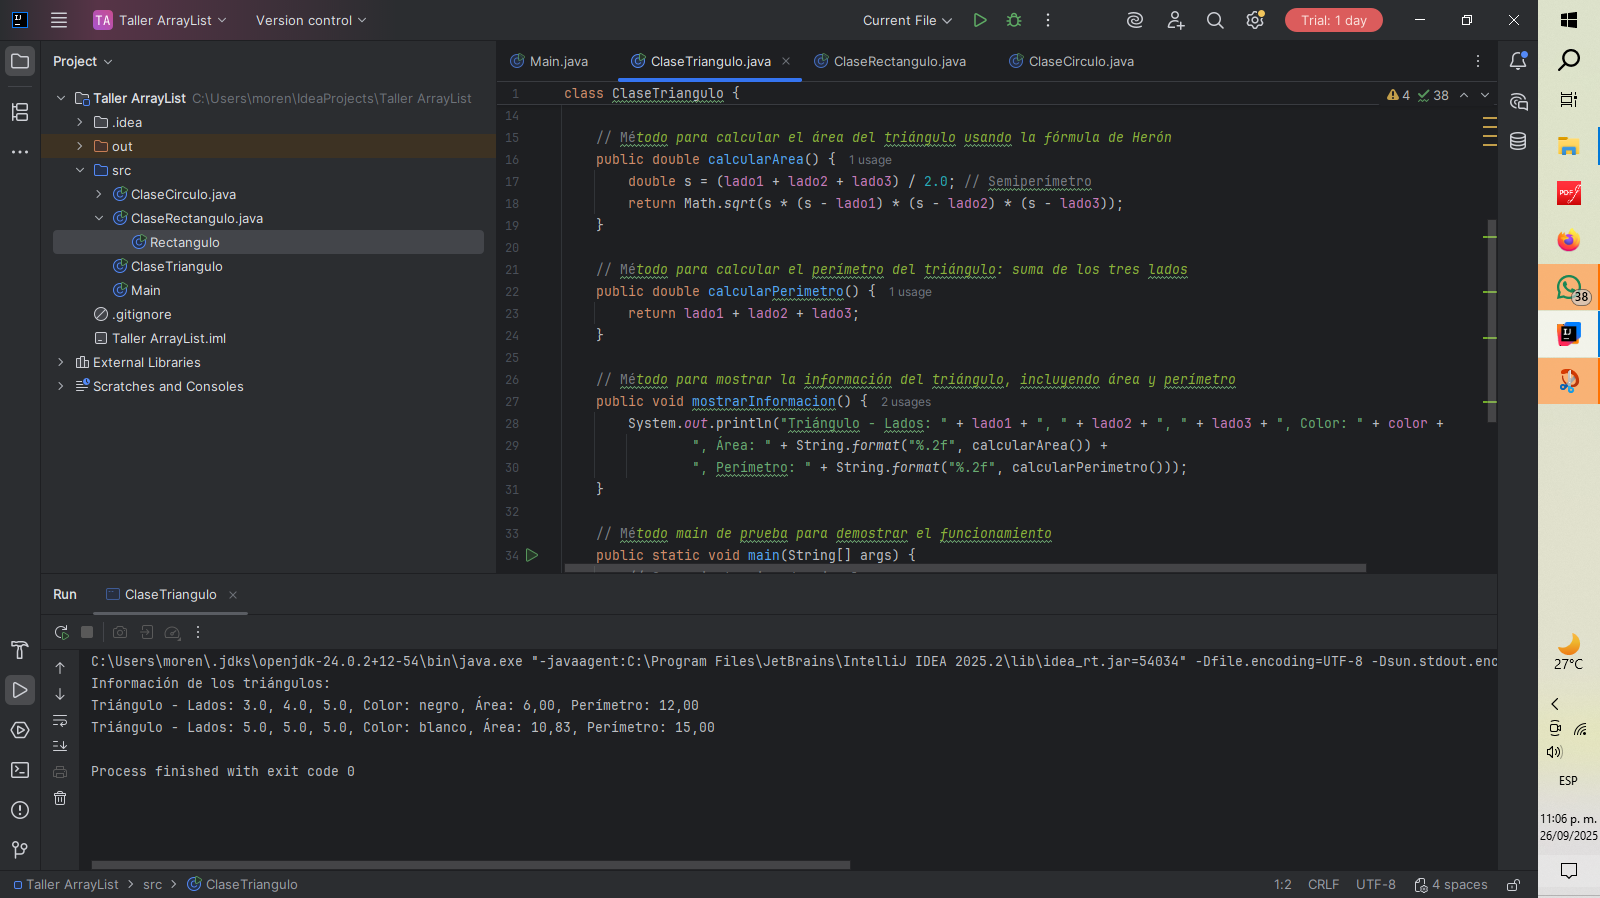 TA Taller ArrayList Version control Current File Trial: 1 day
Project
Taller ArrayList C:\Users\moren\IdeaProjects\Taller ArrayList
.idea
out
src
ClaseCirculo.java
ClaseRectangulo.java
Rectangulo
ClaseTriangulo
Main
.gitignore
Taller ArrayList.iml
External Libraries
Scratches and Consoles
Main.java ClaseTriangulo.java ClaseRectangulo.java ClaseCirculo.java
1 class ClaseTriangulo { 4 38
14
15 // Método para calcular el área del triángulo usando la fórmula de Herón
16 public double calcularArea() { 1 usage
17 double s = (lado1 + lado2 + lado3) / 2.0; // Semiperímetro
18 return Math.sqrt(s * (s - lado1) * (s - lado2) * (s - lado3));
19 }
20
21 // Método para calcular el perímetro del triángulo: suma de los tres lados
22 public double calcularPerimetro() { 1 usage
23 return lado1 + lado2 + lado3;
24 }
25
26 // Método para mostrar la información del triángulo, incluyendo área y perímetro
27 public void mostrarInformacion() { 2 usages
28 System.out.println("Triángulo - Lados: " + lado1 + ", " + lado2 + ", " + lado3 + ", Color: " + color +
29 ", Área: " + String.format("%.2f", calcularArea()) +
30 ", Perímetro: " + String.format("%.2f", calcularPerimetro()));
31 }
32
33 // Método main de prueba para demostrar el funcionamiento
34 public static void main(String[] args) {
Run ClaseTriangulo
C:\Users\moren\.jdks\openjdk-24.0.2+12-54\bin\java.exe "-javaagent:C:\Program Files\JetBrains\IntelliJ IDEA 2025.2\lib\idea_rt.jar=54034" -Dfile.encoding=UTF-8 -Dsun.stdout.enc
Información de los triángulos:
Triángulo - Lados: 3.0, 4.0, 5.0, Color: negro, Área: 6,00, Perímetro: 12,00
Triángulo - Lados: 5.0, 5.0, 5.0, Color: blanco, Área: 10,83, Perímetro: 15,00
Process finished with exit code 0
Taller ArrayList > src > ClaseTriangulo 1:2 CRLF UTF-8 4 spaces
PDF
38
27°C
ESP
11:06 p. m.
26/09/2025